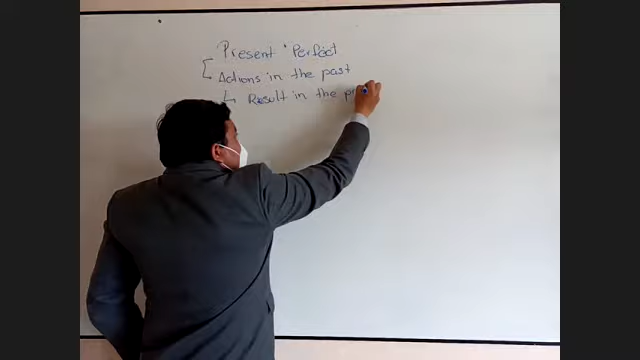 Present Perfect
Actions in the past
Result in the